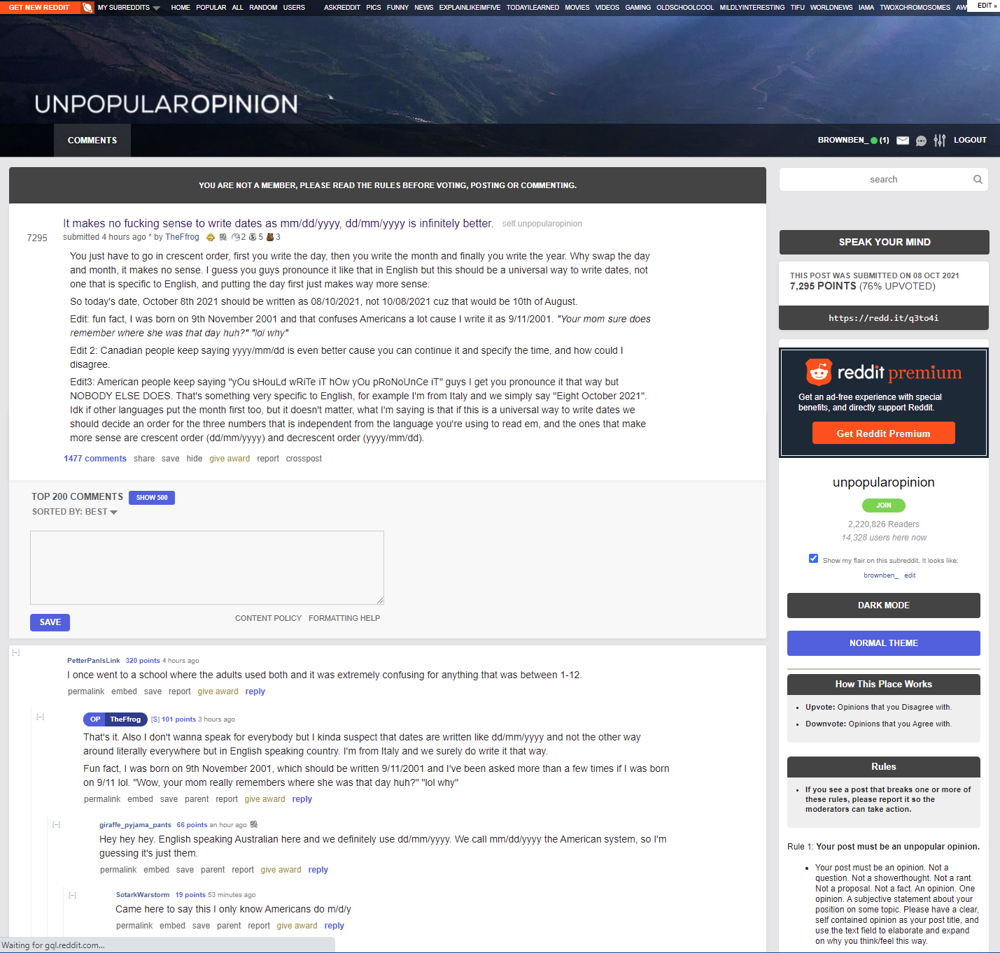 GET NEW REDDIT MY SUBREDDITS HOME POPULAR ALL RANDOM USERS ASKREDDIT PICS FUNNY NEWS EXPLAINLIKEIMFIVE TODAYILEARNED MOVIES VIDEOS GAMING OLDSCHOOLCOOL MILDLYINTERESTING TIFU WORLDNEWS IAMA TWOXCHROMOSOMES AW EDIT »
UNPOPULAROPINION
COMMENTS
BROWNBEN_ (1) LOGOUT
YOU ARE NOT A MEMBER, PLEASE READ THE RULES BEFORE VOTING, POSTING OR COMMENTING.
7295
It makes no fucking sense to write dates as mm/dd/yyyy, dd/mm/yyyy is infinitely better. self.unpopularopinion
submitted 4 hours ago * by TheFfrog 2 5 3
You just have to go in crescent order, first you write the day, then you write the month and finally you write the year. Why swap the day
and month, it makes no sense. I guess you guys pronounce it like that in English but this should be a universal way to write dates, not
one that is specific to English, and putting the day first just makes way more sense.
So today's date, October 8th 2021 should be written as 08/10/2021, not 10/08/2021 cuz that would be 10th of August.
Edit: fun fact, I was born on 9th November 2001 and that confuses Americans a lot cause I write it as 9/11/2001. "Your mom sure does
remember where she was that day huh?" "lol why"
Edit 2: Canadian people keep saying yyyy/mm/dd is even better cause you can continue it and specify the time, and how could I
disagree.
Edit3: American people keep saying "yOu sHouLd wRiTe iT hOw yOu pRoNoUnCe iT" guys I get you pronounce it that way but
NOBODY ELSE DOES. That's something very specific to English, for example I'm from Italy and we simply say "Eight October 2021".
Idk if other languages put the month first too, but it doesn't matter, what I'm saying is that if this is a universal way to write dates we
should decide an order for the three numbers that is independent from the language you're using to read em, and the ones that make
more sense are crescent order (dd/mm/yyyy) and decrescent order (yyyy/mm/dd).
1477 comments share save hide give award report crosspost
TOP 200 COMMENTS SHOW 500
SORTED BY: BEST
SAVE
CONTENT POLICY FORMATTING HELP
[–]
PetterPanIsLink 320 points 4 hours ago
I once went to a school where the adults used both and it was extremely confusing for anything that was between 1-12.
permalink embed save report give award reply
[–]
OP TheFfrog [S] 101 points 3 hours ago
That's it. Also I don't wanna speak for everybody but I kinda suspect that dates are written like dd/mm/yyyy and not the other way
around literally everywhere but in English speaking country. I'm from Italy and we surely do write it that way.
Fun fact, I was born on 9th November 2001, which should be written 9/11/2001 and I've been asked more than a few times if I was born
on 9/11 lol. "Wow, your mom really remembers where she was that day huh?" "lol why"
permalink embed save parent report give award reply
[–]
giraffe_pyjama_pants 66 points an hour ago
Hey hey hey. English speaking Australian here and we definitely use dd/mm/yyyy. We call mm/dd/yyyy the American system, so I'm
guessing it's just them.
permalink embed save parent report give award reply
[–]
SotarkWarstorm 19 points 53 minutes ago
Came here to say this I only know Americans do m/d/y
permalink embed save parent report give award reply
Waiting for gql.reddit.com...
search
SPEAK YOUR MIND
THIS POST WAS SUBMITTED ON 08 OCT 2021
7,295 POINTS (76% UPVOTED)
https://redd.it/q3to4i
reddit premium
Get an ad-free experience with special
benefits, and directly support Reddit.
Get Reddit Premium
unpopularopinion
JOIN
2,220,826 Readers
14,328 users here now
Show my flair on this subreddit. It looks like:
brownben_ edit
DARK MODE
NORMAL THEME
How This Place Works
• Upvote: Opinions that you Disagree with.
• Downvote: Opinions that you Agree with.
Rules
• If you see a post that breaks one or more of
these rules, please report it so the
moderators can take action.
Rule 1: Your post must be an unpopular opinion.
• Your post must be an opinion. Not a
question. Not a showerthought. Not a rant.
Not a proposal. Not a fact. An opinion. One
opinion. A subjective statement about your
position on some topic. Please have a clear,
self contained opinion as your post title, and
use the text field to elaborate and expand
on why you think/feel this way.